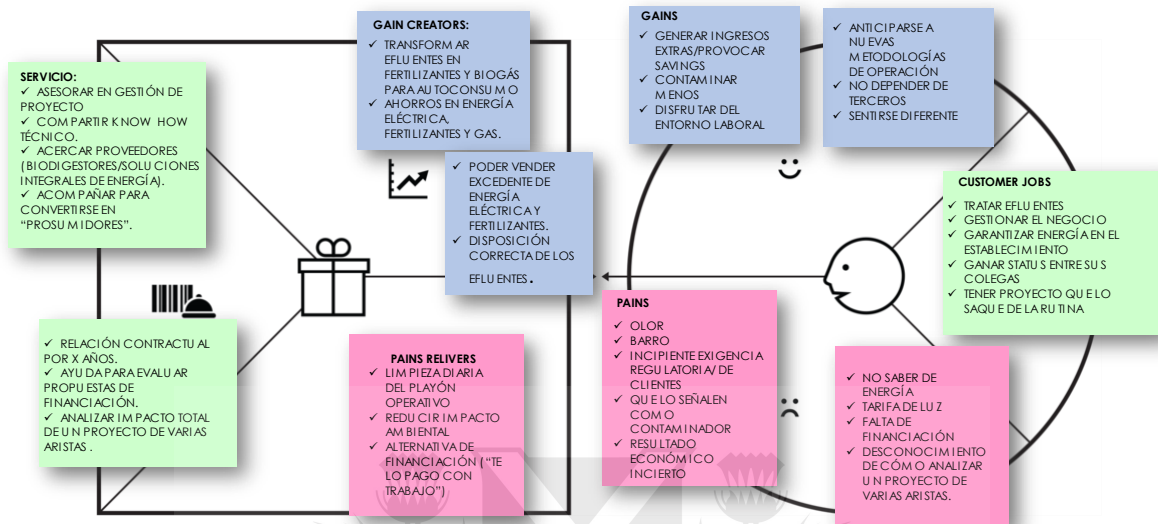 SERVICIO:
✓ ASESORAR EN GESTIÓN DE
PROYECTO
✓ COMPARTIR KNOW HOW
TÉCNICO.
✓ ACERCAR PROVEEDORES
(BIODIGESTORES/SOLUCIONES
INTEGRALES DE ENERGÍA).
✓ ACOMPAÑAR PARA
CONVERTIRSE EN
“PROSUMIDORES”.
✓ RELACIÓN CONTRACTUAL
POR X AÑOS.
✓ AYUDA PARA EVALUAR
PROPUESTAS DE
FINANCIACIÓN.
✓ ANALIZAR IMPACTO TOTAL
DE UN PROYECTO DE VARIAS
ARISTAS.
GAIN CREATORS:
✓ TRANSFORMAR
EFLUENTES EN
FERTILIZANTES Y BIOGÁS
PARA AUTOCONSUMO
✓ AHORROS EN ENERGÍA
ELÉCTRICA,
FERTILIZANTES Y GAS.
✓ PODER VENDER
EXCEDENTE DE
ENERGÍA
ELÉCTRICA Y
FERTILIZANTES.
✓ DISPOSICIÓN
CORRECTA DE LOS
EFLUENTES.
PAINS RELIVERS
✓ LIMPIEZA DIARIA
DEL PLAYÓN
OPERATIVO
✓ REDUCIR IMPACTO
AMBIENTAL
✓ ALTERNATIVA DE
FINANCIACIÓN (“TE
LO PAGO CON
TRABAJO”)
GAINS
✓ GENERAR INGRESOS
EXTRAS/PROVOCAR
SAVINGS
✓ CONTAMINAR
MENOS
✓ DISFRUTAR DEL
ENTORNO LABORAL
✓ ANTICIPARSE A
NUEVAS
METODOLOGÍAS
DE OPERACIÓN
✓ NO DEPENDER DE
TERCEROS
✓ SENTIRSE DIFERENTE
CUSTOMER JOBS
✓ TRATAR EFLUENTES
✓ GESTIONAR EL NEGOCIO
✓ GARANTIZAR ENERGÍA EN EL
ESTABLECIMIENTO
✓ GANAR STATUS ENTRE SUS
COLEGAS
✓ TENER PROYECTO QUE LO
SAQUE DE LA RUTINA
PAINS
✓ OLOR
✓ BARRO
✓ INCIPIENTE EXIGENCIA
REGULATORIA/ DE
CLIENTES
✓ QUE LO SEÑALEN
COMO
CONTAMINADOR
✓ RESULTADO
ECONÓMICO
INCIERTO
✓ NO SABER DE
ENERGÍA
✓ TARIFA DE LUZ
✓ FALTA DE
FINANCIACIÓN
✓ DESCONOCIMIENTO
DE CÓMO ANALIZAR
UN PROYECTO DE
VARIAS ARISTAS.